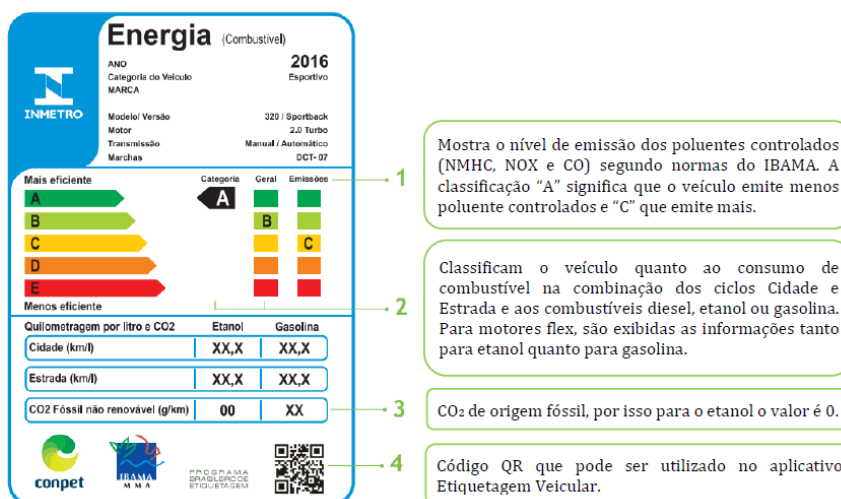 Energia (Combustível)
ANO 2016
Categoria do Veículo Esportivo
MARCA
INMETRO
Modelo/ Versão 320 / Sportback
Motor 2.0 Turbo
Transmissão Manual / Automático
Marchas DCT- 07
Mais eficiente Categoria Geral Emissões 1
A A
B B
C C
D
E
Menos eficiente 2
Quilometragem por litro e CO2 Etanol Gasolina
Cidade (km/l) XX,X XX,X
Estrada (km/l) XX,X XX,X
CO2 Fóssil não renovável (g/km) 00 XX 3
conpet
IBAMA
M M A
PROGRAMA
BRASILEIRO DE
ETIQUETAGEM
4
Mostra o nível de emissão dos poluentes controlados
(NMHC, NOX e CO) segundo normas do IBAMA. A
classificação “A” significa que o veículo emite menos
poluente controlados e “C” que emite mais.
Classificam o veículo quanto ao consumo de
combustível na combinação dos ciclos Cidade e
Estrada e aos combustíveis diesel, etanol ou gasolina.
Para motores flex, são exibidas as informações tanto
para etanol quanto para gasolina.
CO₂ de origem fóssil, por isso para o etanol o valor é 0.
Código QR que pode ser utilizado no aplicativo
Etiquetagem Veicular.